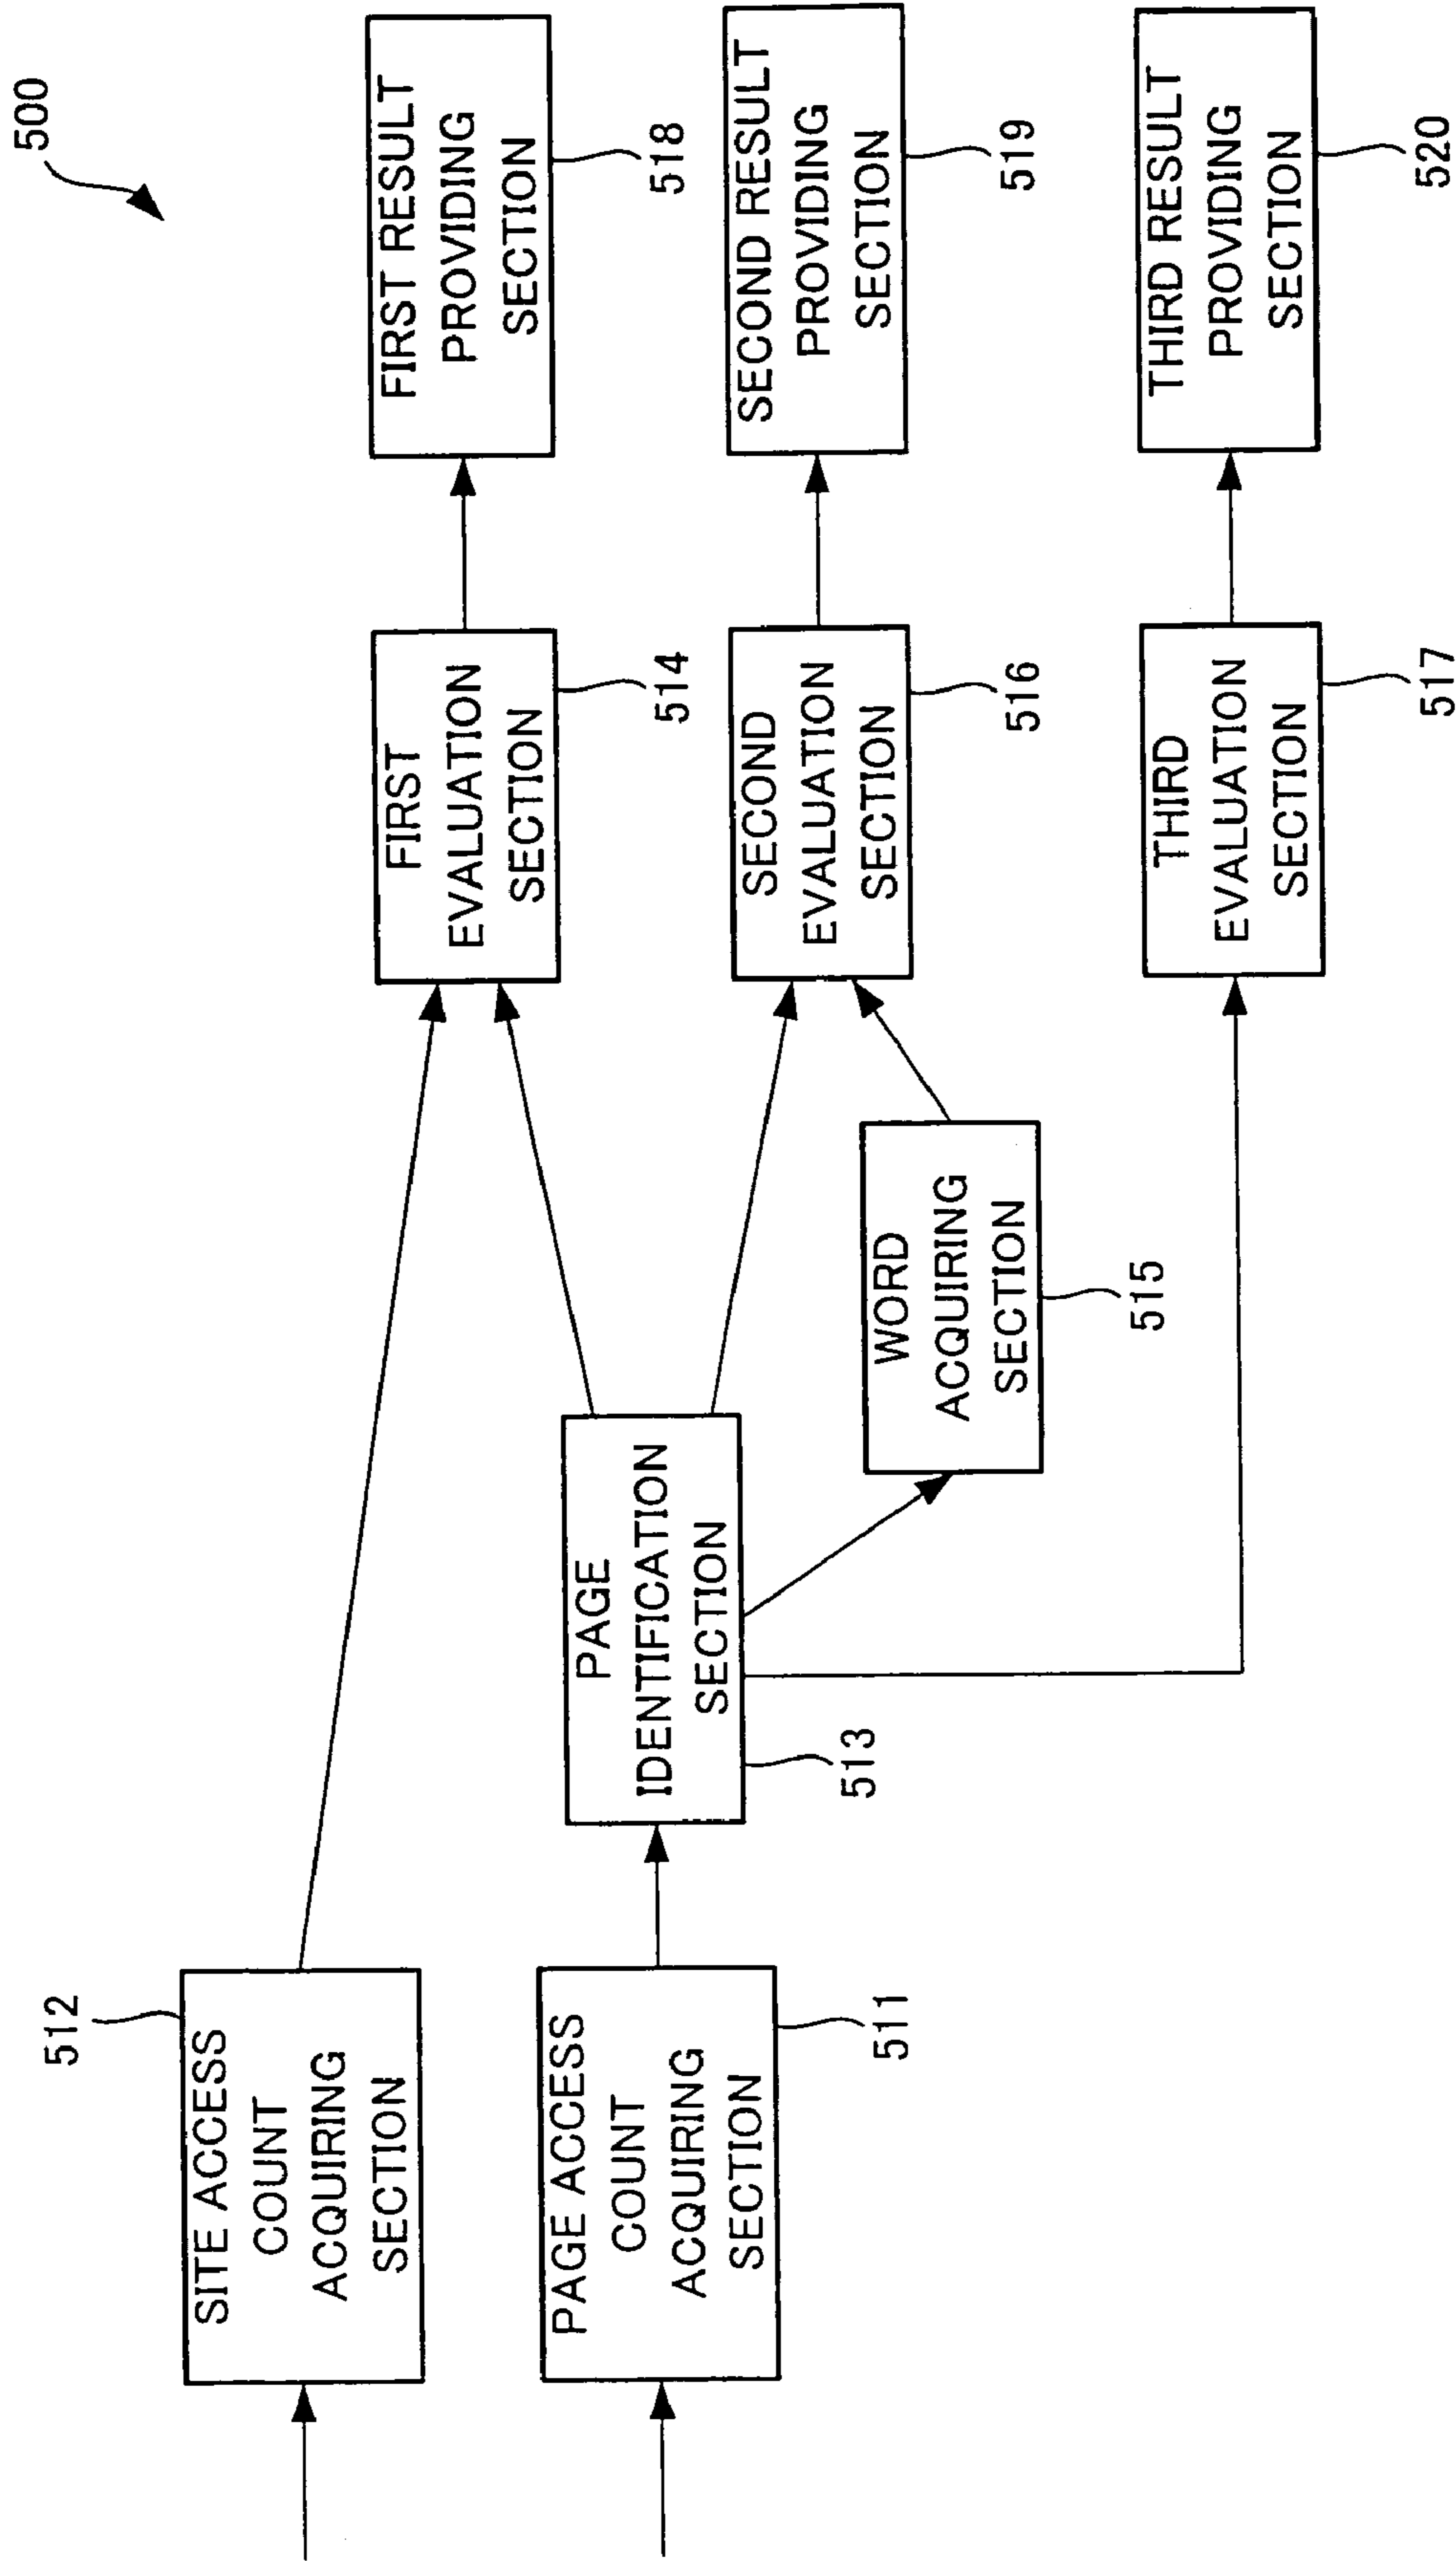 500
SITE ACCESS
COUNT
ACQUIRING
SECTION
512
PAGE ACCESS
COUNT
ACQUIRING
SECTION
511
PAGE
IDENTIFICATION
SECTION
513
WORD
ACQUIRING
SECTION
515
FIRST
EVALUATION
SECTION
514
SECOND
EVALUATION
SECTION
516
THIRD
EVALUATION
SECTION
517
FIRST RESULT
PROVIDING
SECTION
518
SECOND RESULT
PROVIDING
SECTION
519
THIRD RESULT
PROVIDING
SECTION
520